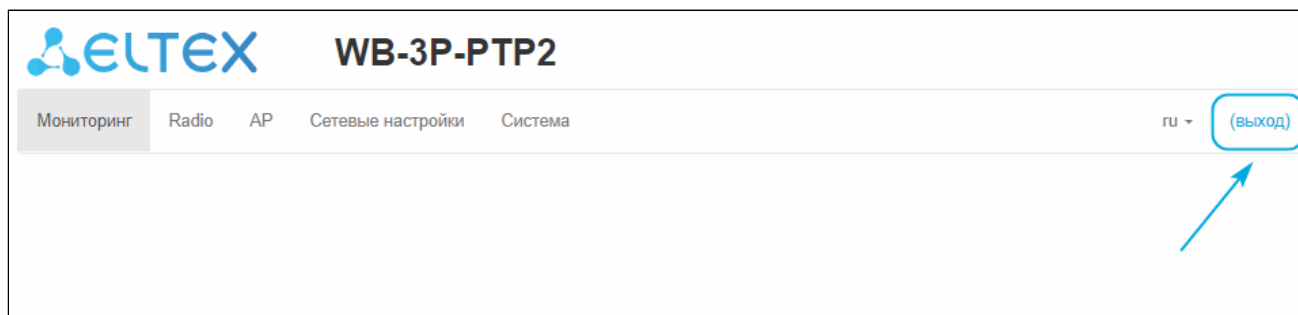 ELTEX WB-3P-PTP2
Мониторинг Radio AP Сетевые настройки Система ru (выход)